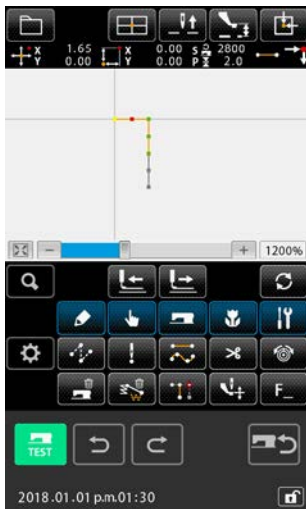 X 1.65 X 0.00 S 2800
Y 0.00 Y 0.00 P 2.0
- + 1200%
W
F_
TEST
2018.01.01 p.m.01:30